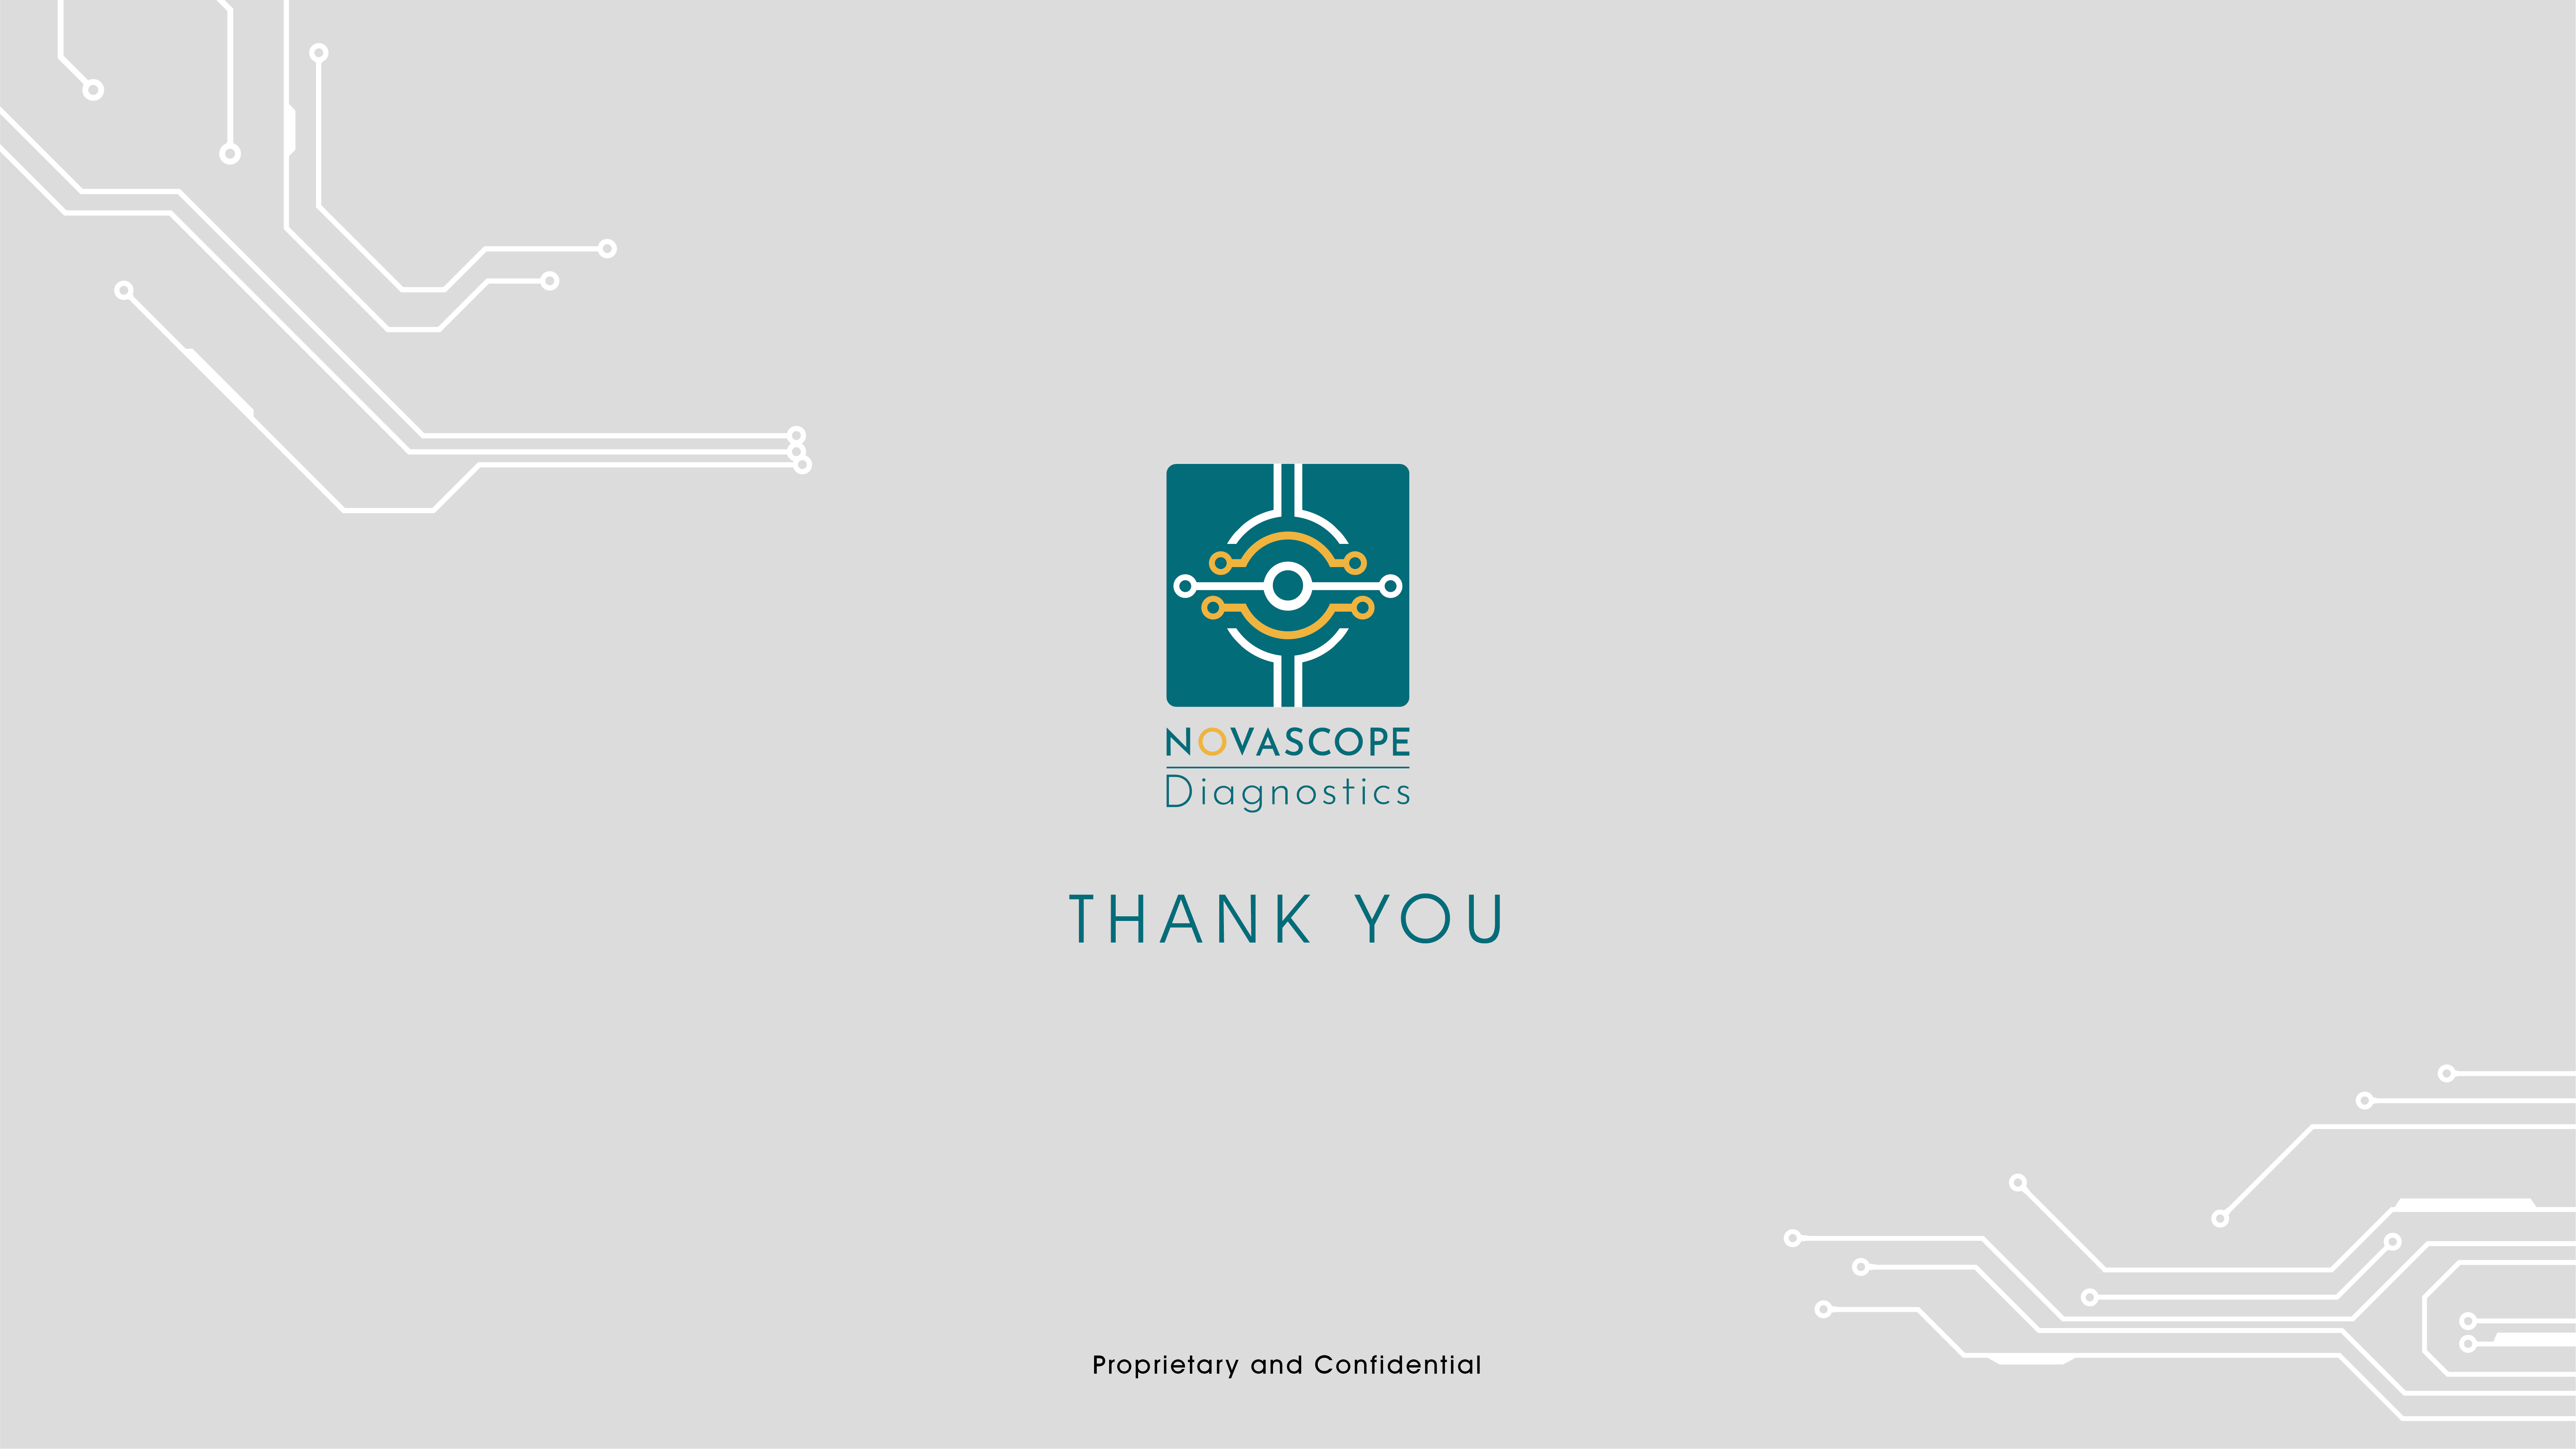 NOVASCOPE
Diagnostics
THANK YOU
Proprietary and Confidential